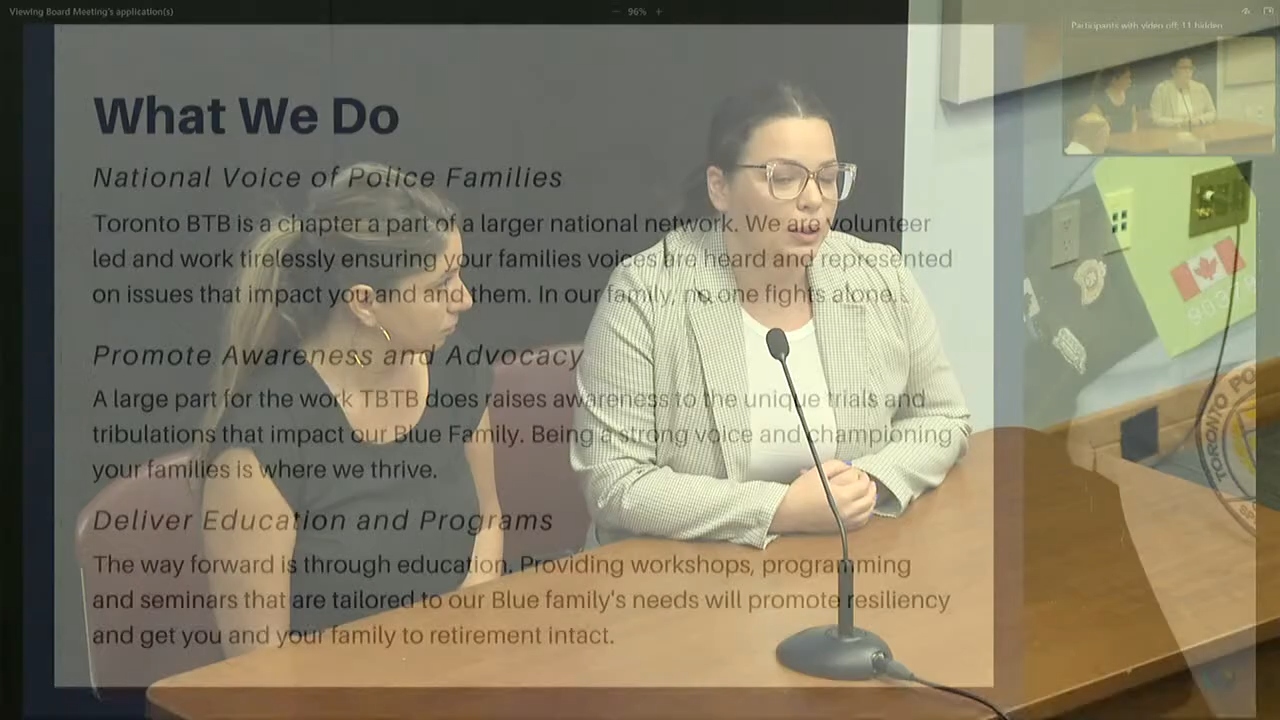 Viewing Board Meeting's application(s)
96%
Participants with video off: 11 hidden
What We Do
National Voice of Police Families
Toronto BTB is a chapter a part of a larger national network. We are volunteer
led and work tirelessly ensuring your families voices are heard and represented
on issues that impact you and and them. In our family, no one fights alone.
Promote Awareness and Advocacy
A large part for the work TBTB does raises awareness to the unique trials and
tribulations that impact our Blue Family. Being a strong voice and championing
your families is where we thrive.
Deliver Education and Programs
The way forward is through education. Providing workshops, programming
and seminars that are tailored to our Blue family's needs will promote resiliency
and get you and your family to retirement intact.
TORONTO PO